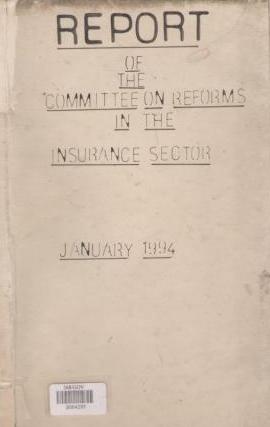 REPORT
OF
THE
COMMITTEE ON REFORMS
IN THE
INSURANCE SECTOR
JANUARY 1994